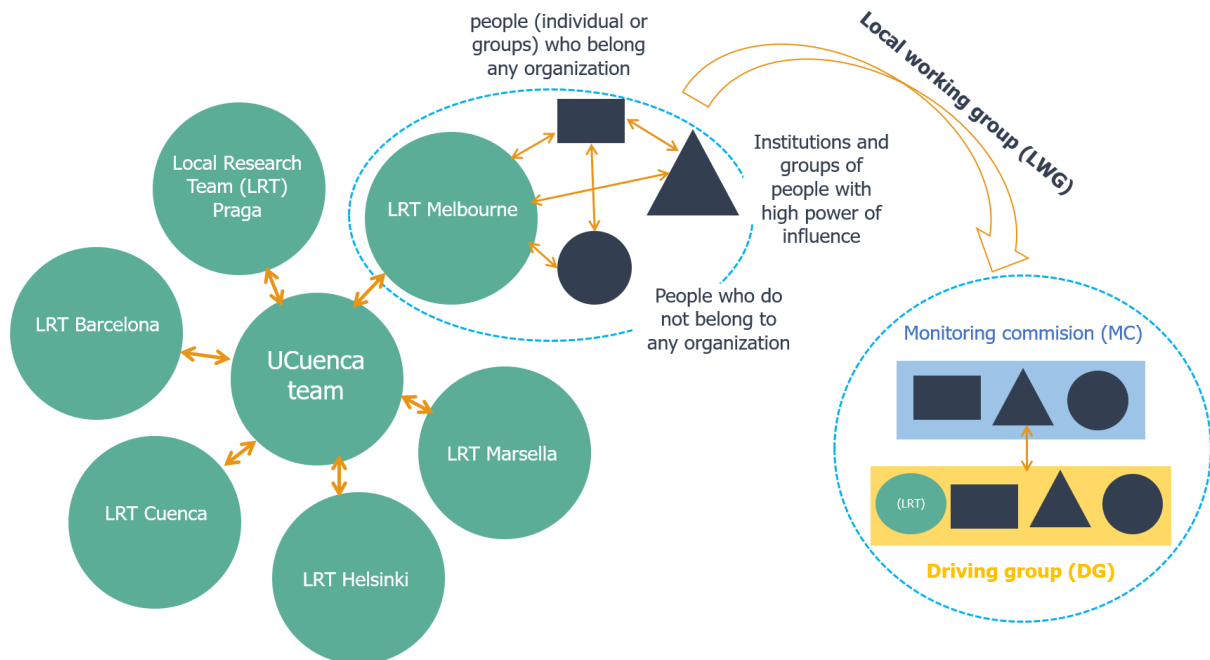 people (individual or
groups) who belong
any organization
Local working group (LWG)
Local Research
Team (LRT)
Praga
LRT Melbourne
Institutions and
groups of
people with
high power of
influence
LRT Barcelona
People who do
not belong to
any organization
UCuenca
team
Monitoring commision (MC)
LRT Marsella
LRT Cuenca
(LRT)
LRT Helsinki
Driving group (DG)